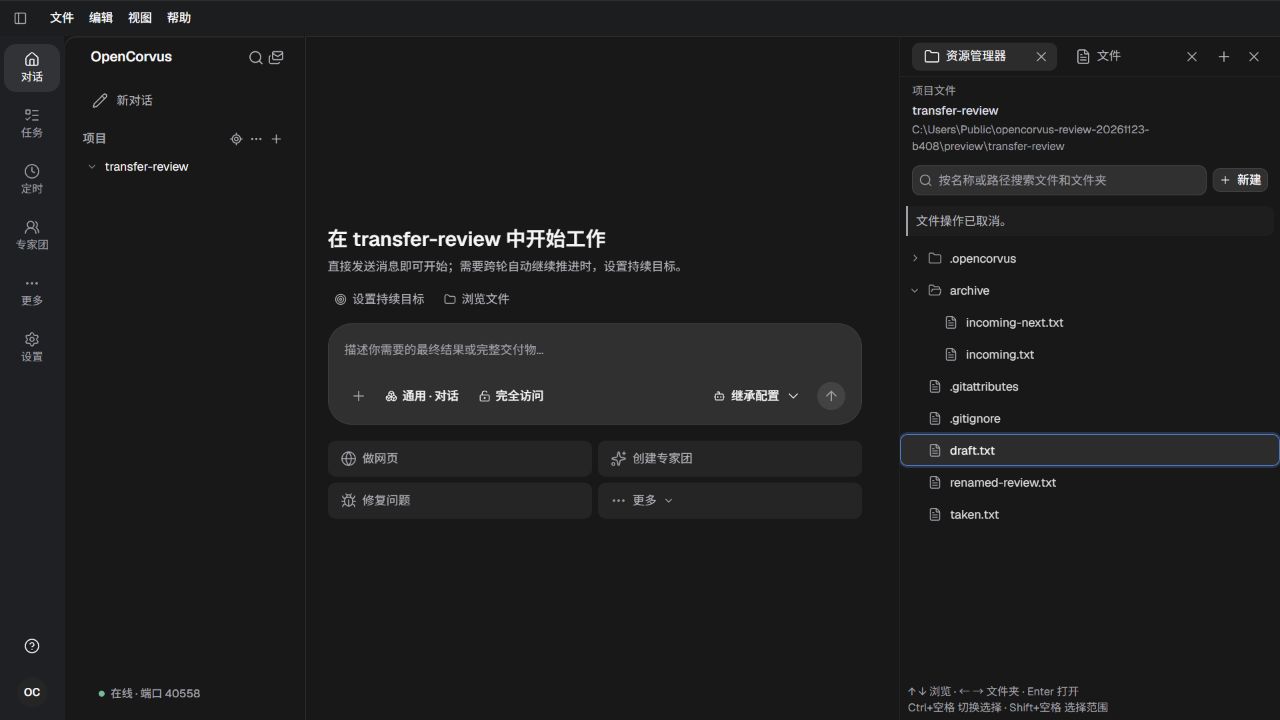 文件 编辑 视图 帮助
对话
任务
定时
专家团
更多
设置
OC
OpenCorvus
新对话
项目
transfer-review
在线 · 端口 40558
在 transfer-review 中开始工作
直接发送消息即可开始；需要跨轮自动继续推进时，设置持续目标。
设置持续目标 浏览文件
描述你需要的最终结果或完整交付物...
通用 · 对话 完全访问 继承配置
做网页 创建专家团
修复问题 更多
资源管理器 文件
项目文件
transfer-review
C:\Users\Public\opencorvus-review-20261123-
b408\preview\transfer-review
按名称或路径搜索文件和文件夹 新建
文件操作已取消。
.opencorvus
archive
incoming-next.txt
incoming.txt
.gitattributes
.gitignore
draft.txt
renamed-review.txt
taken.txt
↑↓ 浏览 · ←→ 文件夹 · Enter 打开
Ctrl+空格 切换选择 · Shift+空格 选择范围